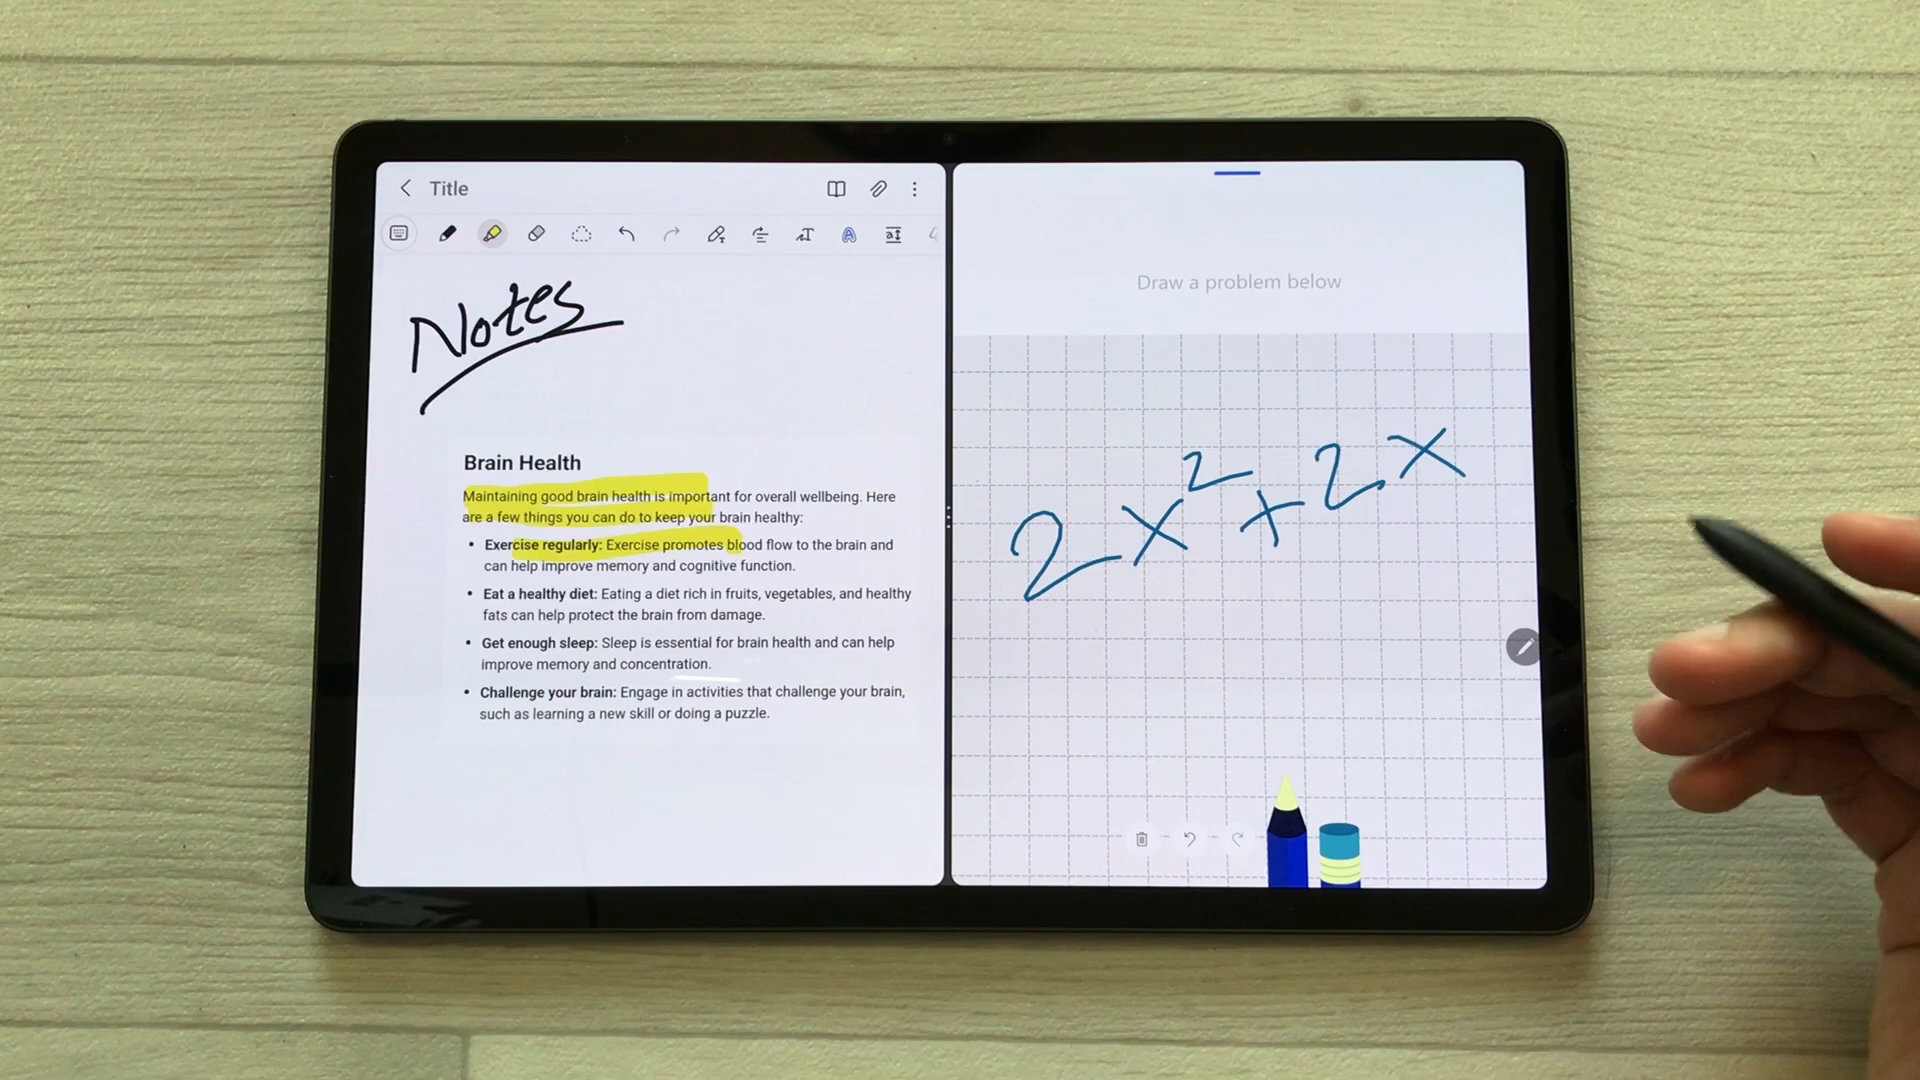 Title
Notes
Brain Health
Maintaining good brain health is important for overall wellbeing. Here
are a few things you can do to keep your brain healthy:
• Exercise regularly: Exercise promotes blood flow to the brain and
can help improve memory and cognitive function.
• Eat a healthy diet: Eating a diet rich in fruits, vegetables, and healthy
fats can help protect the brain from damage.
• Get enough sleep: Sleep is essential for brain health and can help
improve memory and concentration.
• Challenge your brain: Engage in activities that challenge your brain,
such as learning a new skill or doing a puzzle.
Draw a problem below
2x²+2x